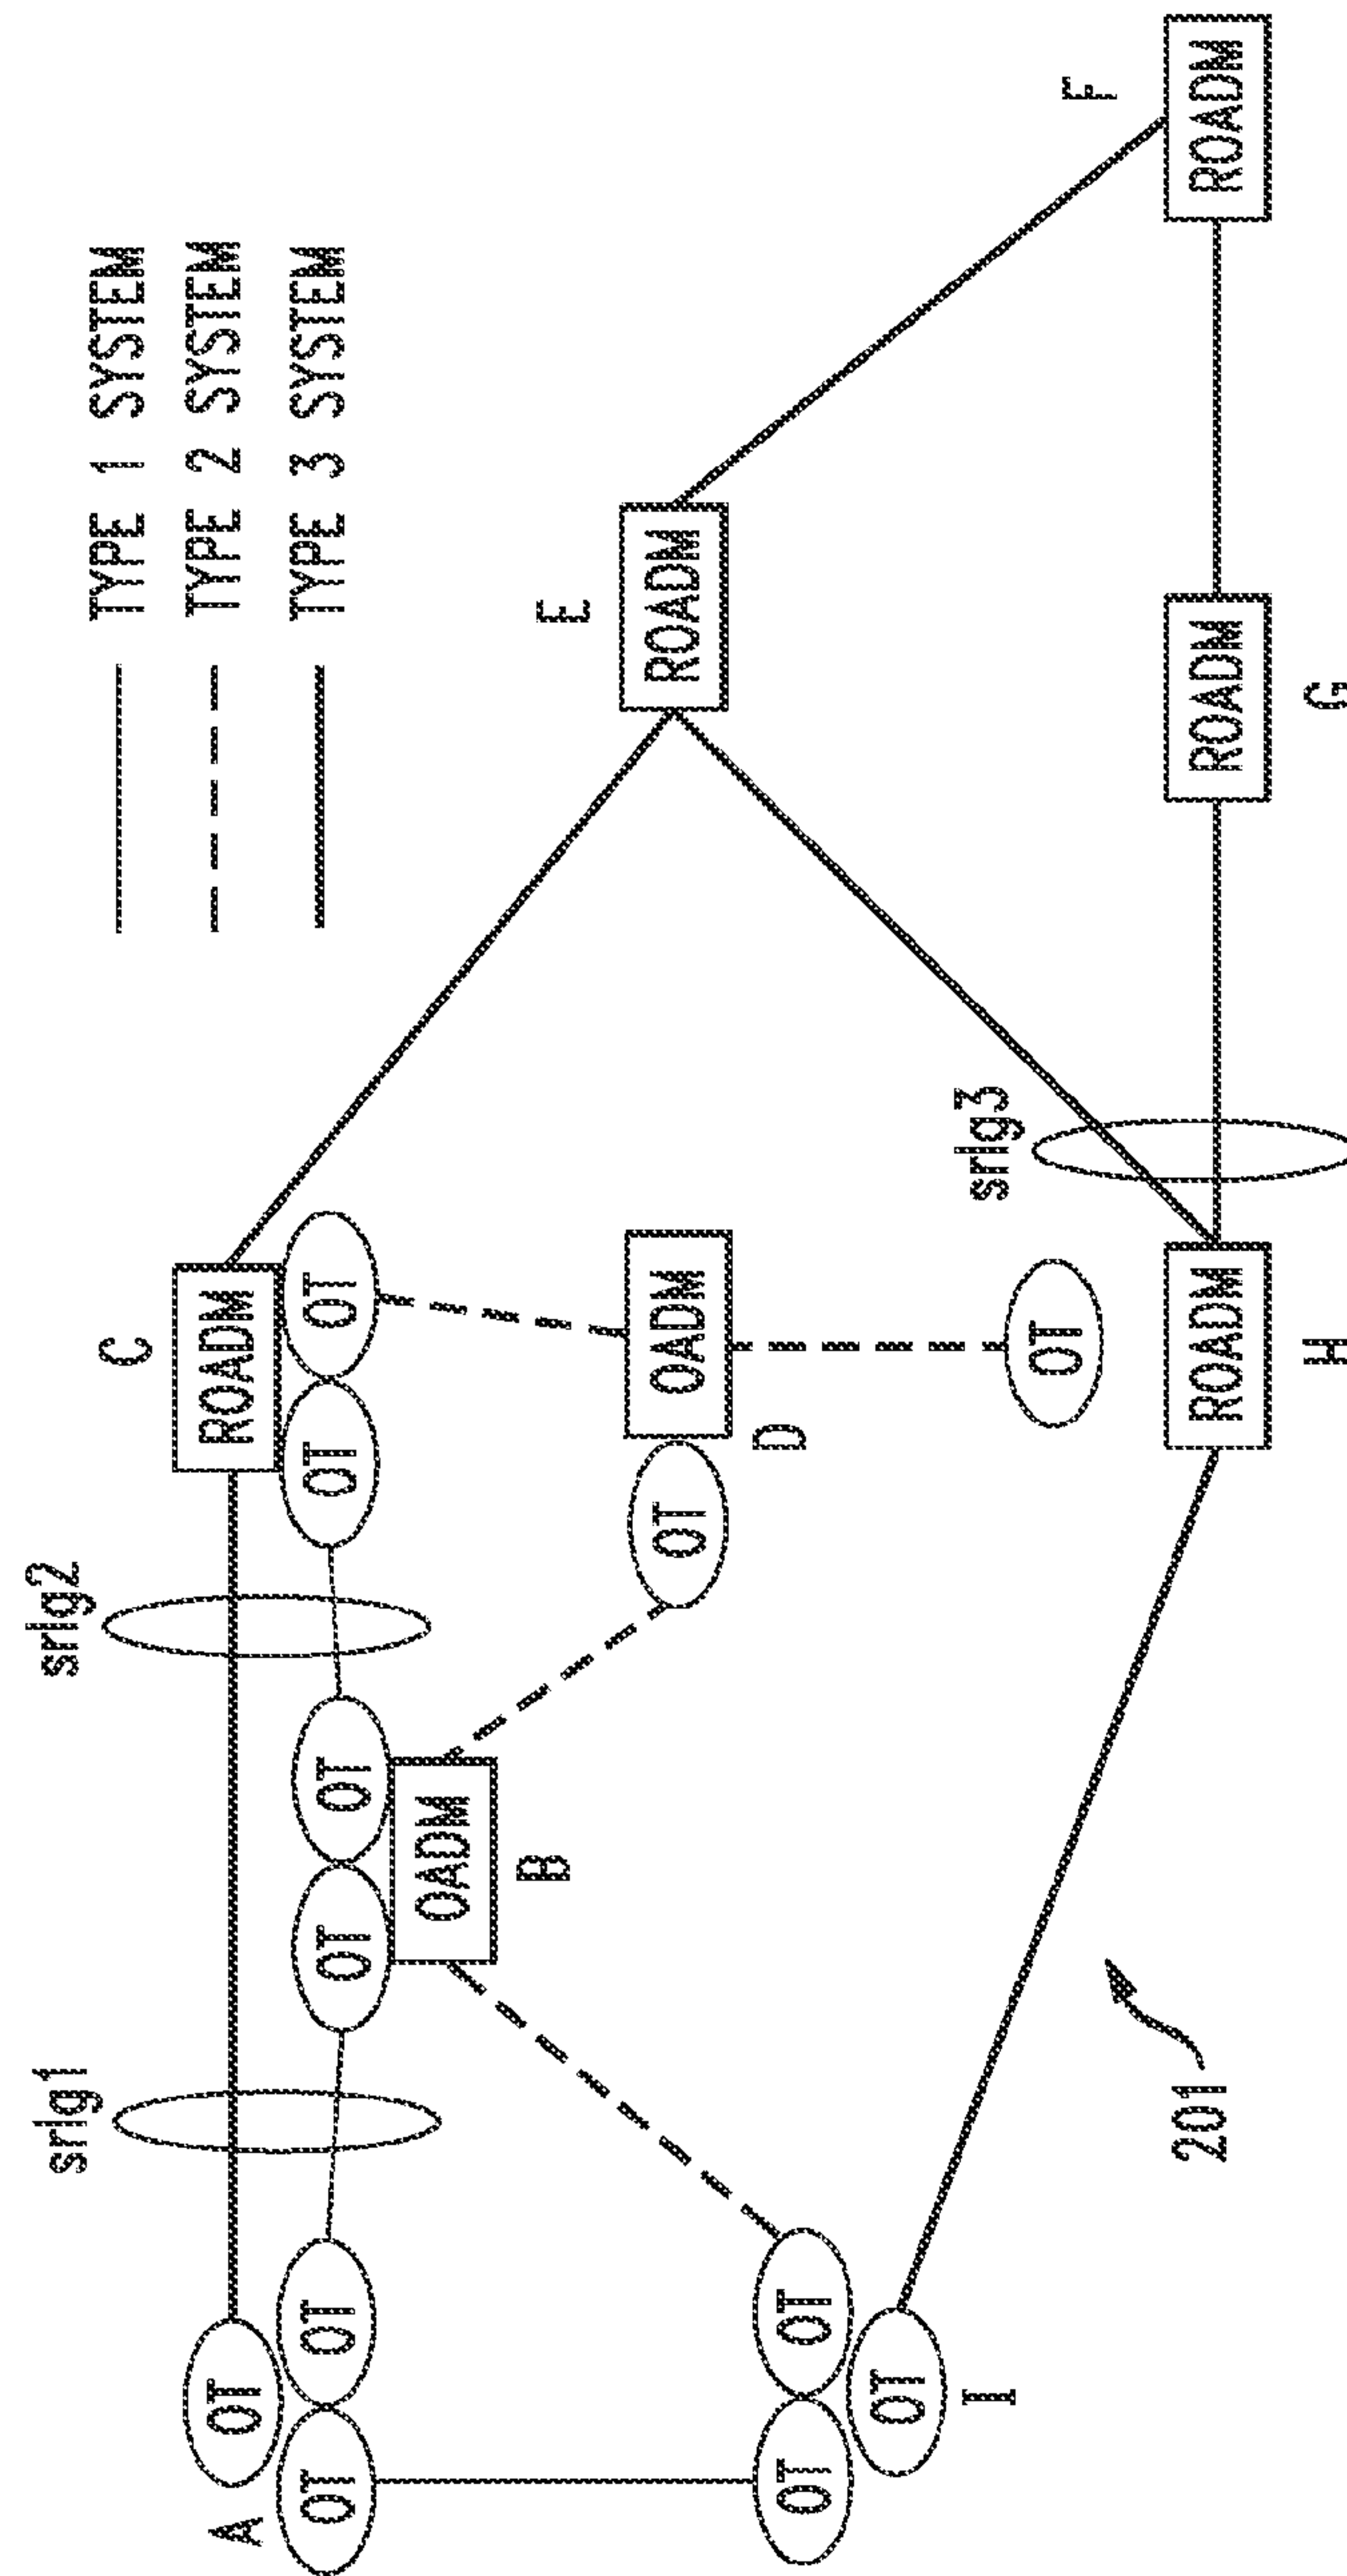 TYPE 1 SYSTEM
TYPE 2 SYSTEM
TYPE 3 SYSTEM
srlg1
srlg2
C
A
OT
ROADM
OT
OT
OT
OT
OT
OT
OADM
B
E
ROADM
OT
OADM
D
OT
OT
OT
I
srlg3
OT
F
ROADM
ROADM
ROADM
H
G
201